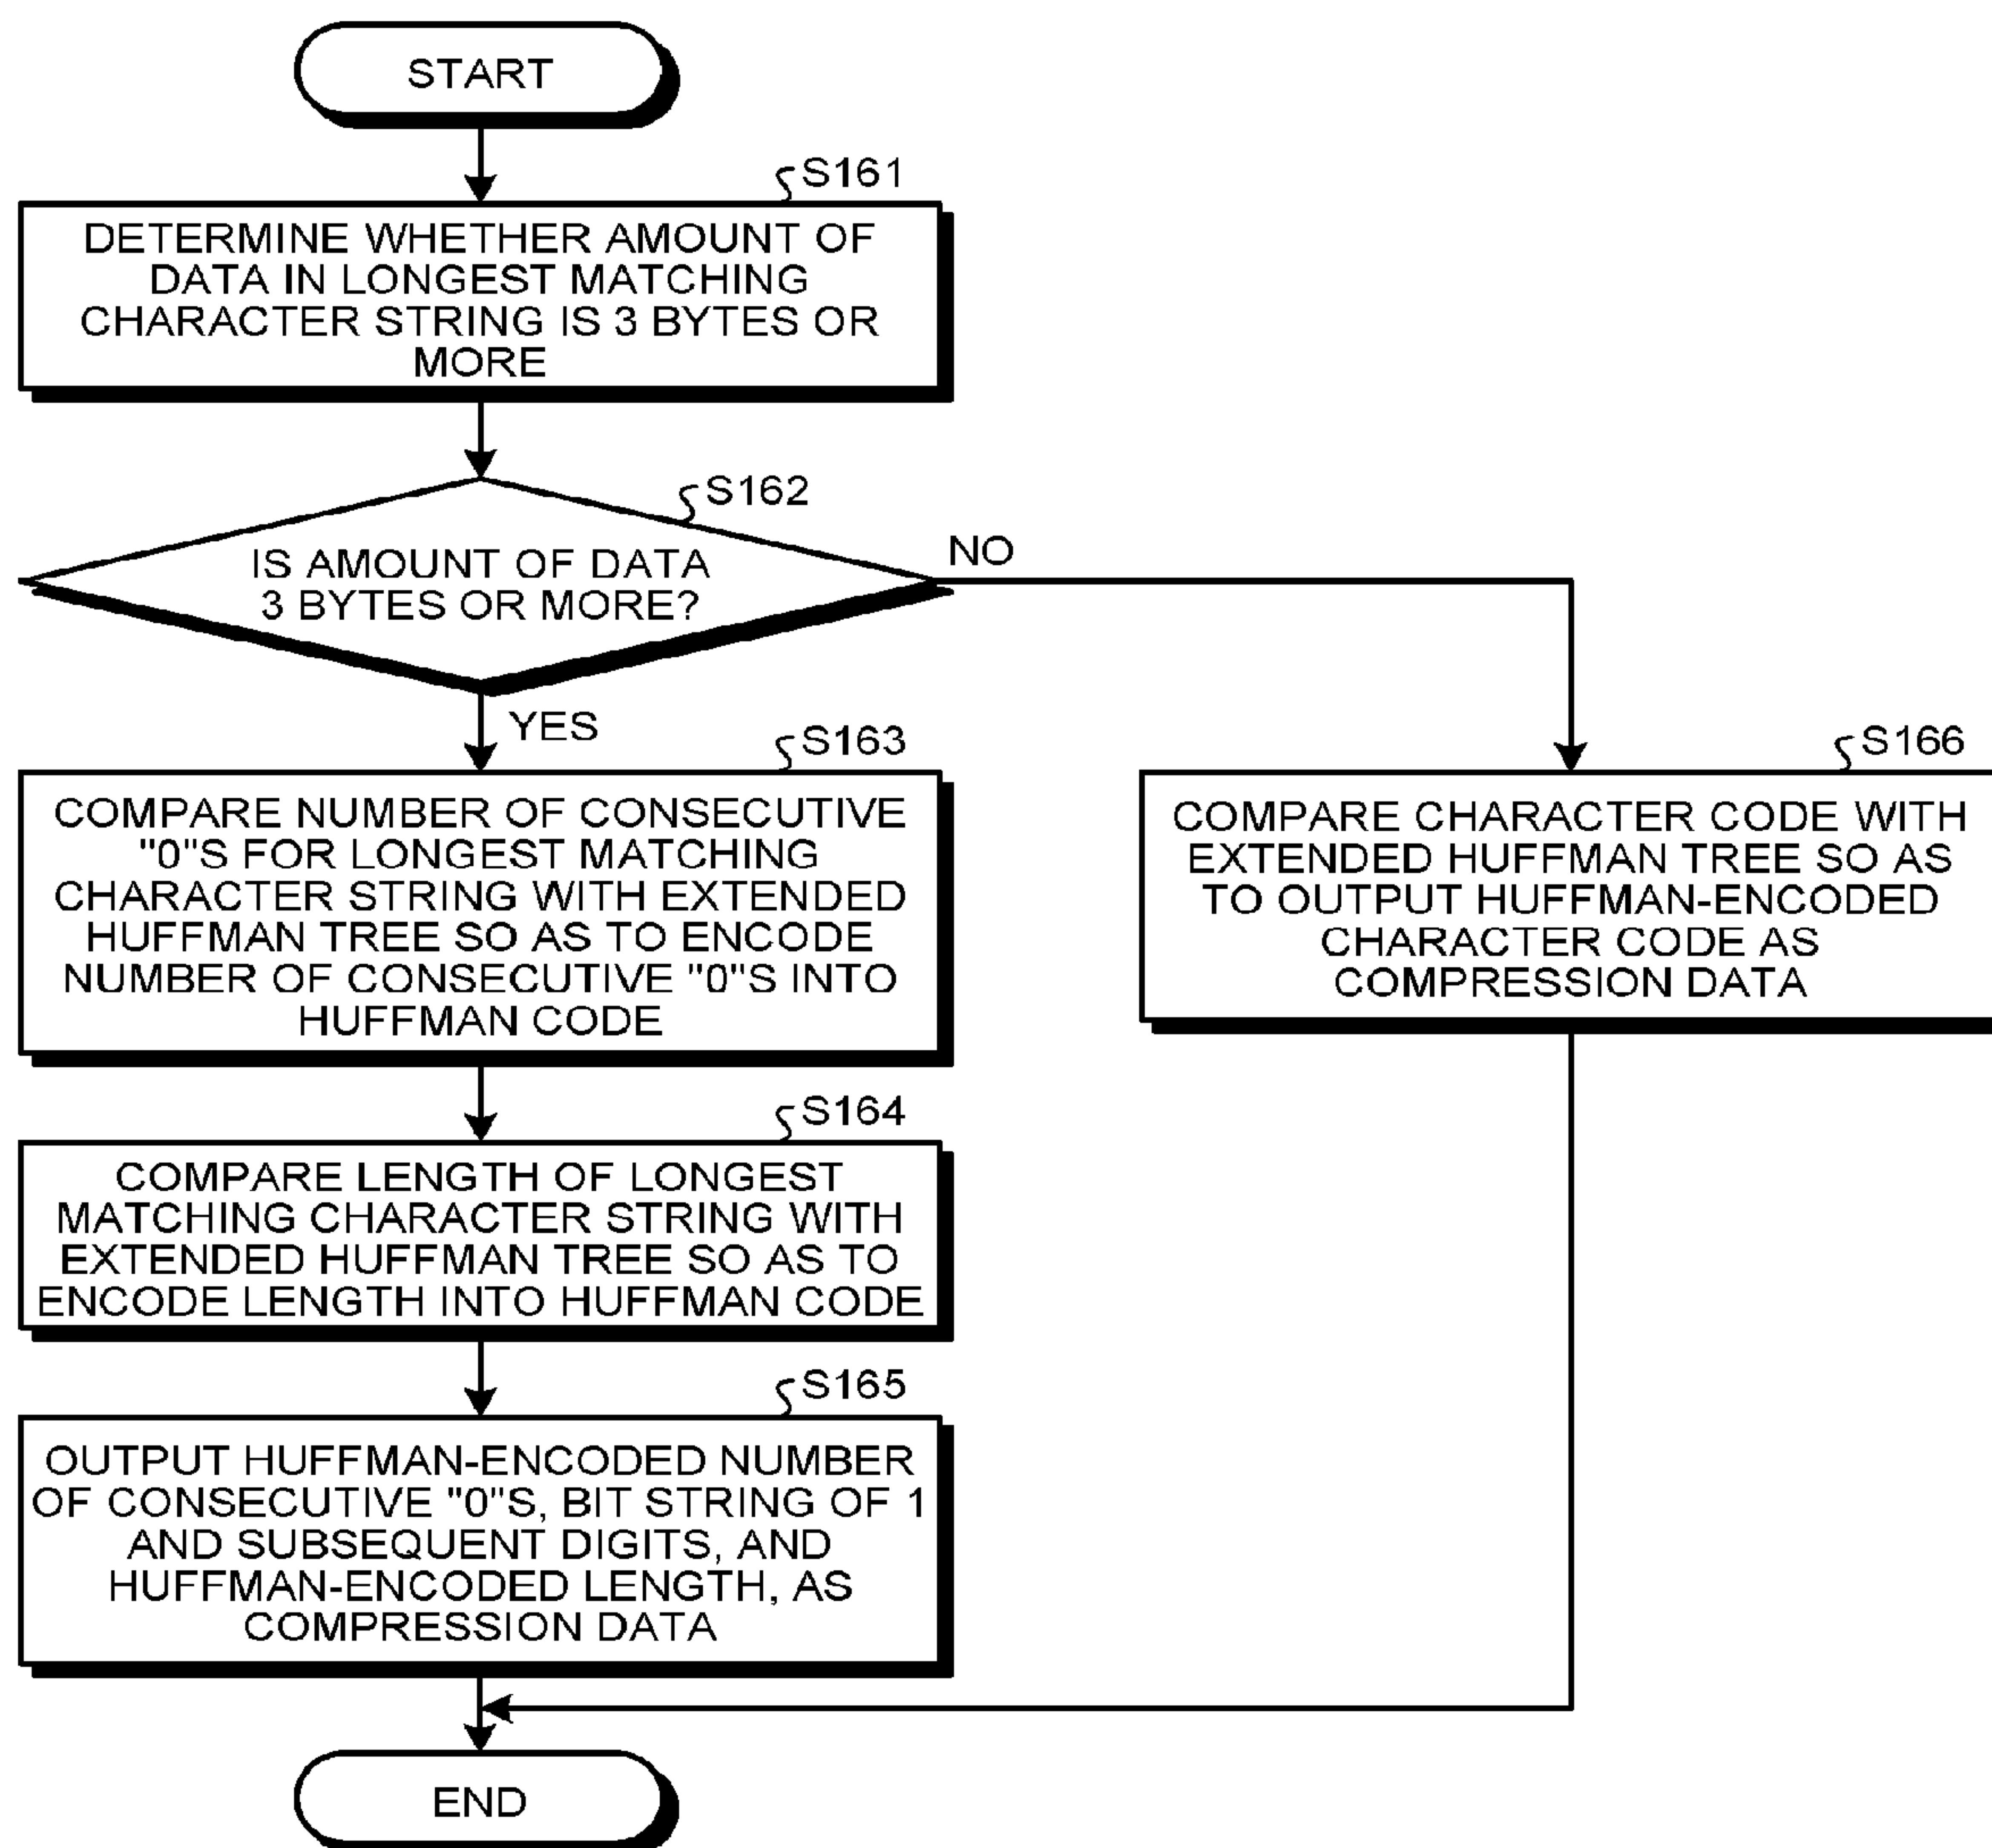 START
S161
DETERMINE WHETHER AMOUNT OF
DATA IN LONGEST MATCHING
CHARACTER STRING IS 3 BYTES OR
MORE
S162
IS AMOUNT OF DATA
3 BYTES OR MORE?
NO
YES
S163
COMPARE NUMBER OF CONSECUTIVE
"0"S FOR LONGEST MATCHING
CHARACTER STRING WITH EXTENDED
HUFFMAN TREE SO AS TO ENCODE
NUMBER OF CONSECUTIVE "0"S INTO
HUFFMAN CODE
S166
COMPARE CHARACTER CODE WITH
EXTENDED HUFFMAN TREE SO AS
TO OUTPUT HUFFMAN-ENCODED
CHARACTER CODE AS
COMPRESSION DATA
S164
COMPARE LENGTH OF LONGEST
MATCHING CHARACTER STRING WITH
EXTENDED HUFFMAN TREE SO AS TO
ENCODE LENGTH INTO HUFFMAN CODE
S165
OUTPUT HUFFMAN-ENCODED NUMBER
OF CONSECUTIVE "0"S, BIT STRING OF 1
AND SUBSEQUENT DIGITS, AND
HUFFMAN-ENCODED LENGTH, AS
COMPRESSION DATA
END